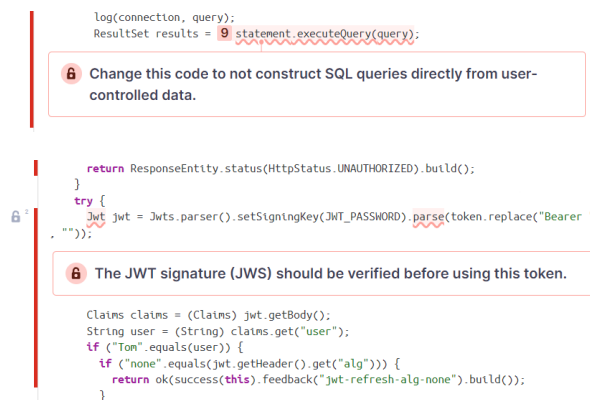 log(connection, query);
ResultSet results = 9 statement.executeQuery(query);
Change this code to not construct SQL queries directly from user-
controlled data.
return ResponseEntity.status(HttpStatus.UNAUTHORIZED).build();
}
try {
2
Jwt jwt = Jwts.parser().setSigningKey(JWT_PASSWORD).parse(token.replace("Bearer
, ""));
The JWT signature (JWS) should be verified before using this token.
Claims claims = (Claims) jwt.getBody();
String user = (String) claims.get("user");
if ("Tom".equals(user)) {
if ("none".equals(jwt.getHeader().get("alg"))) {
return ok(success(this).feedback("jwt-refresh-alg-none").build());
}